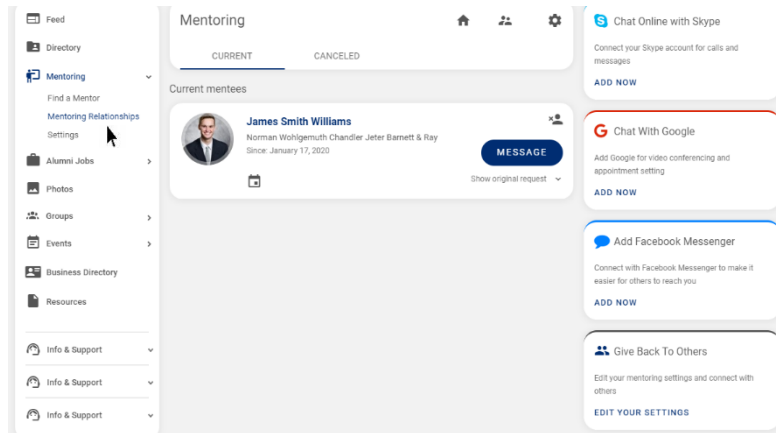 Feed
Directory
Mentoring
Find a Mentor
Mentoring Relationships
Settings
Alumni Jobs
Photos
Groups
Events
Business Directory
Resources
Info & Support
Info & Support
Info & Support
Mentoring
CURRENT CANCELED
Current mentees
James Smith Williams
Norman Wohlgemuth Chandler Jeter Barnett & Ray
Since: January 17, 2020
MESSAGE
Show original request
Chat Online with Skype
Connect your Skype account for calls and
messages
ADD NOW
Chat With Google
Add Google for video conferencing and
appointment setting
ADD NOW
Add Facebook Messenger
Connect with Facebook Messenger to make it
easier for others to reach you
ADD NOW
Give Back To Others
Edit your mentoring settings and connect with
others
EDIT YOUR SETTINGS